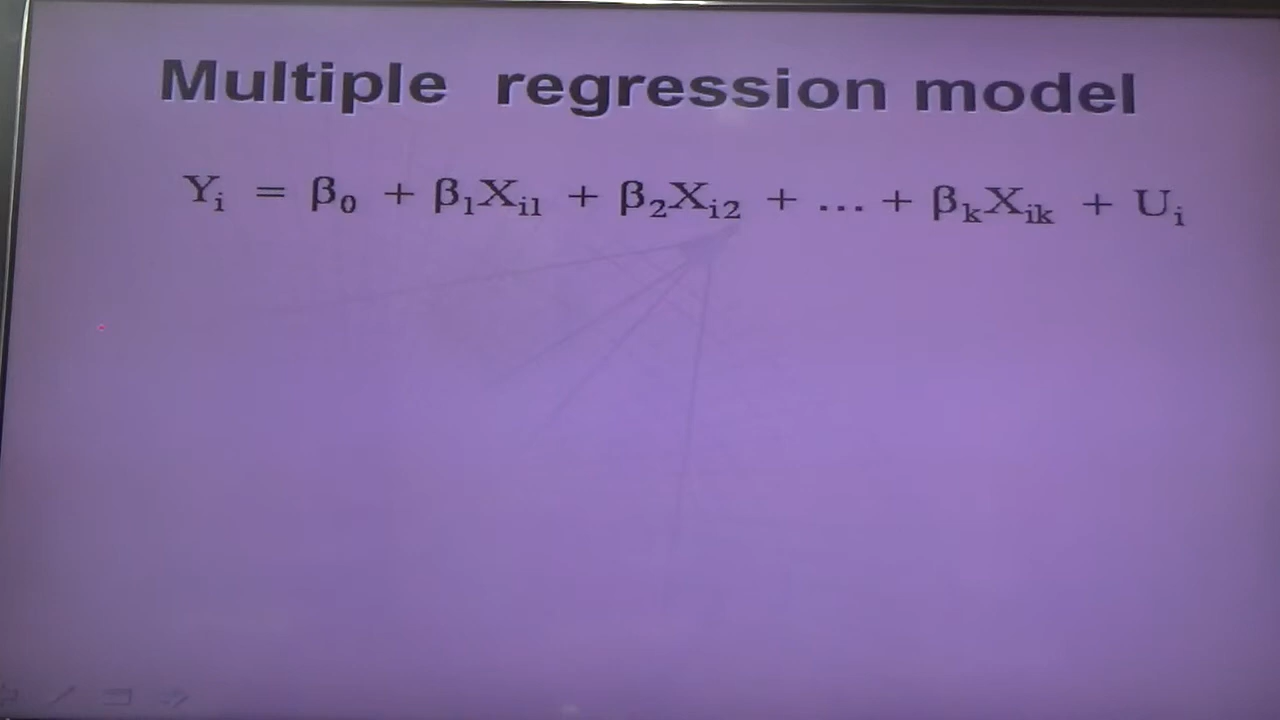 Multiple regression model
Yᵢ = β₀ + β₁Xᵢ₁ + β₂Xᵢ₂ + ... + βₖXᵢₖ + Uᵢ